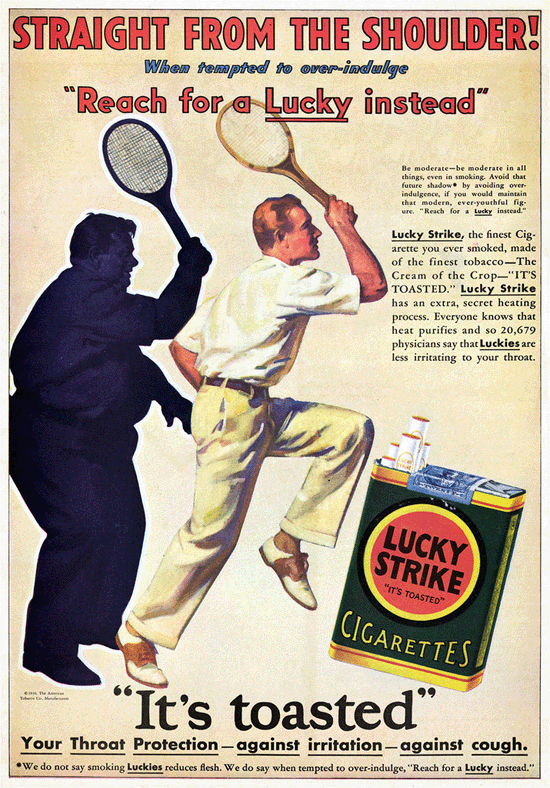 STRAIGHT FROM THE SHOULDER!
When tempted to over-indulge
"Reach for a Lucky instead"
Be moderate—be moderate in all
things, even in smoking. Avoid that
future shadow* by avoiding over-
indulgence, if you would maintain
that modern, ever-youthful fig-
ure. "Reach for a Lucky instead."
Lucky Strike, the finest Cig-
arette you ever smoked, made
of the finest tobacco—The
Cream of the Crop—"IT'S
TOASTED." Lucky Strike
has an extra, secret heating
process. Everyone knows that
heat purifies and so 20,679
physicians say that Luckies are
less irritating to your throat.
LUCKY
STRIKE
"IT'S TOASTED"
CIGARETTES
The American
Tobacco Co., Manufacturers
"It's toasted"
Your Throat Protection—against irritation—against cough.
*We do not say smoking Luckies reduces flesh. We do say when tempted to over-indulge, "Reach for a Lucky instead."